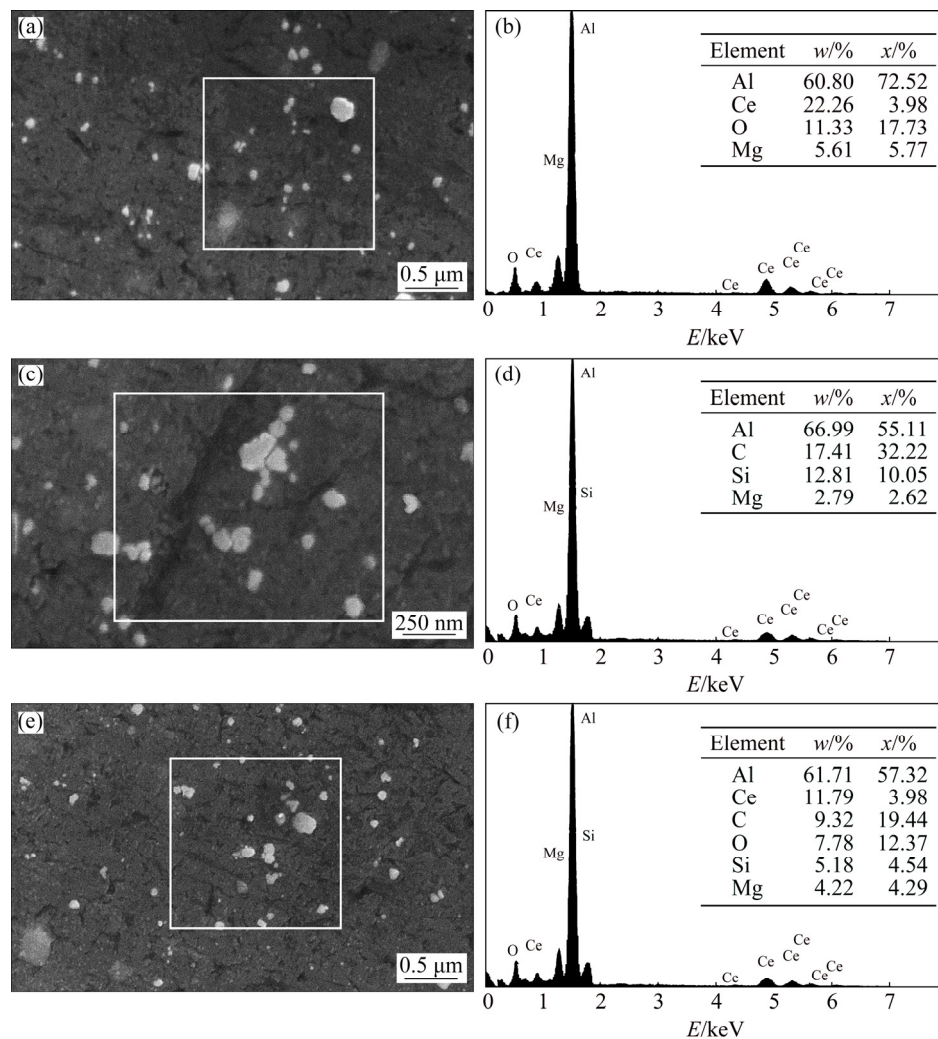 (a)
0.5 μm
(b)
Al
Mg
O
Ce
Ce
Ce
Ce
Ce
Ce
Ce
Element w/% x/%
Al 60.80 72.52
Ce 22.26 3.98
O 11.33 17.73
Mg 5.61 5.77
0 1 2 3 4 5 6 7
E/keV
(c)
250 nm
(d)
Al
Mg
Si
O
Ce
Ce
Ce
Ce
Ce
Ce
Ce
Element w/% x/%
Al 66.99 55.11
C 17.41 32.22
Si 12.81 10.05
Mg 2.79 2.62
0 1 2 3 4 5 6 7
E/keV
(e)
0.5 μm
(f)
Al
Mg
Si
O
Ce
Ce
Ce
Ce
Ce
Ce
Ce
Element w/% x/%
Al 61.71 57.32
Ce 11.79 3.98
C 9.32 19.44
O 7.78 12.37
Si 5.18 4.54
Mg 4.22 4.29
0 1 2 3 4 5 6 7
E/keV